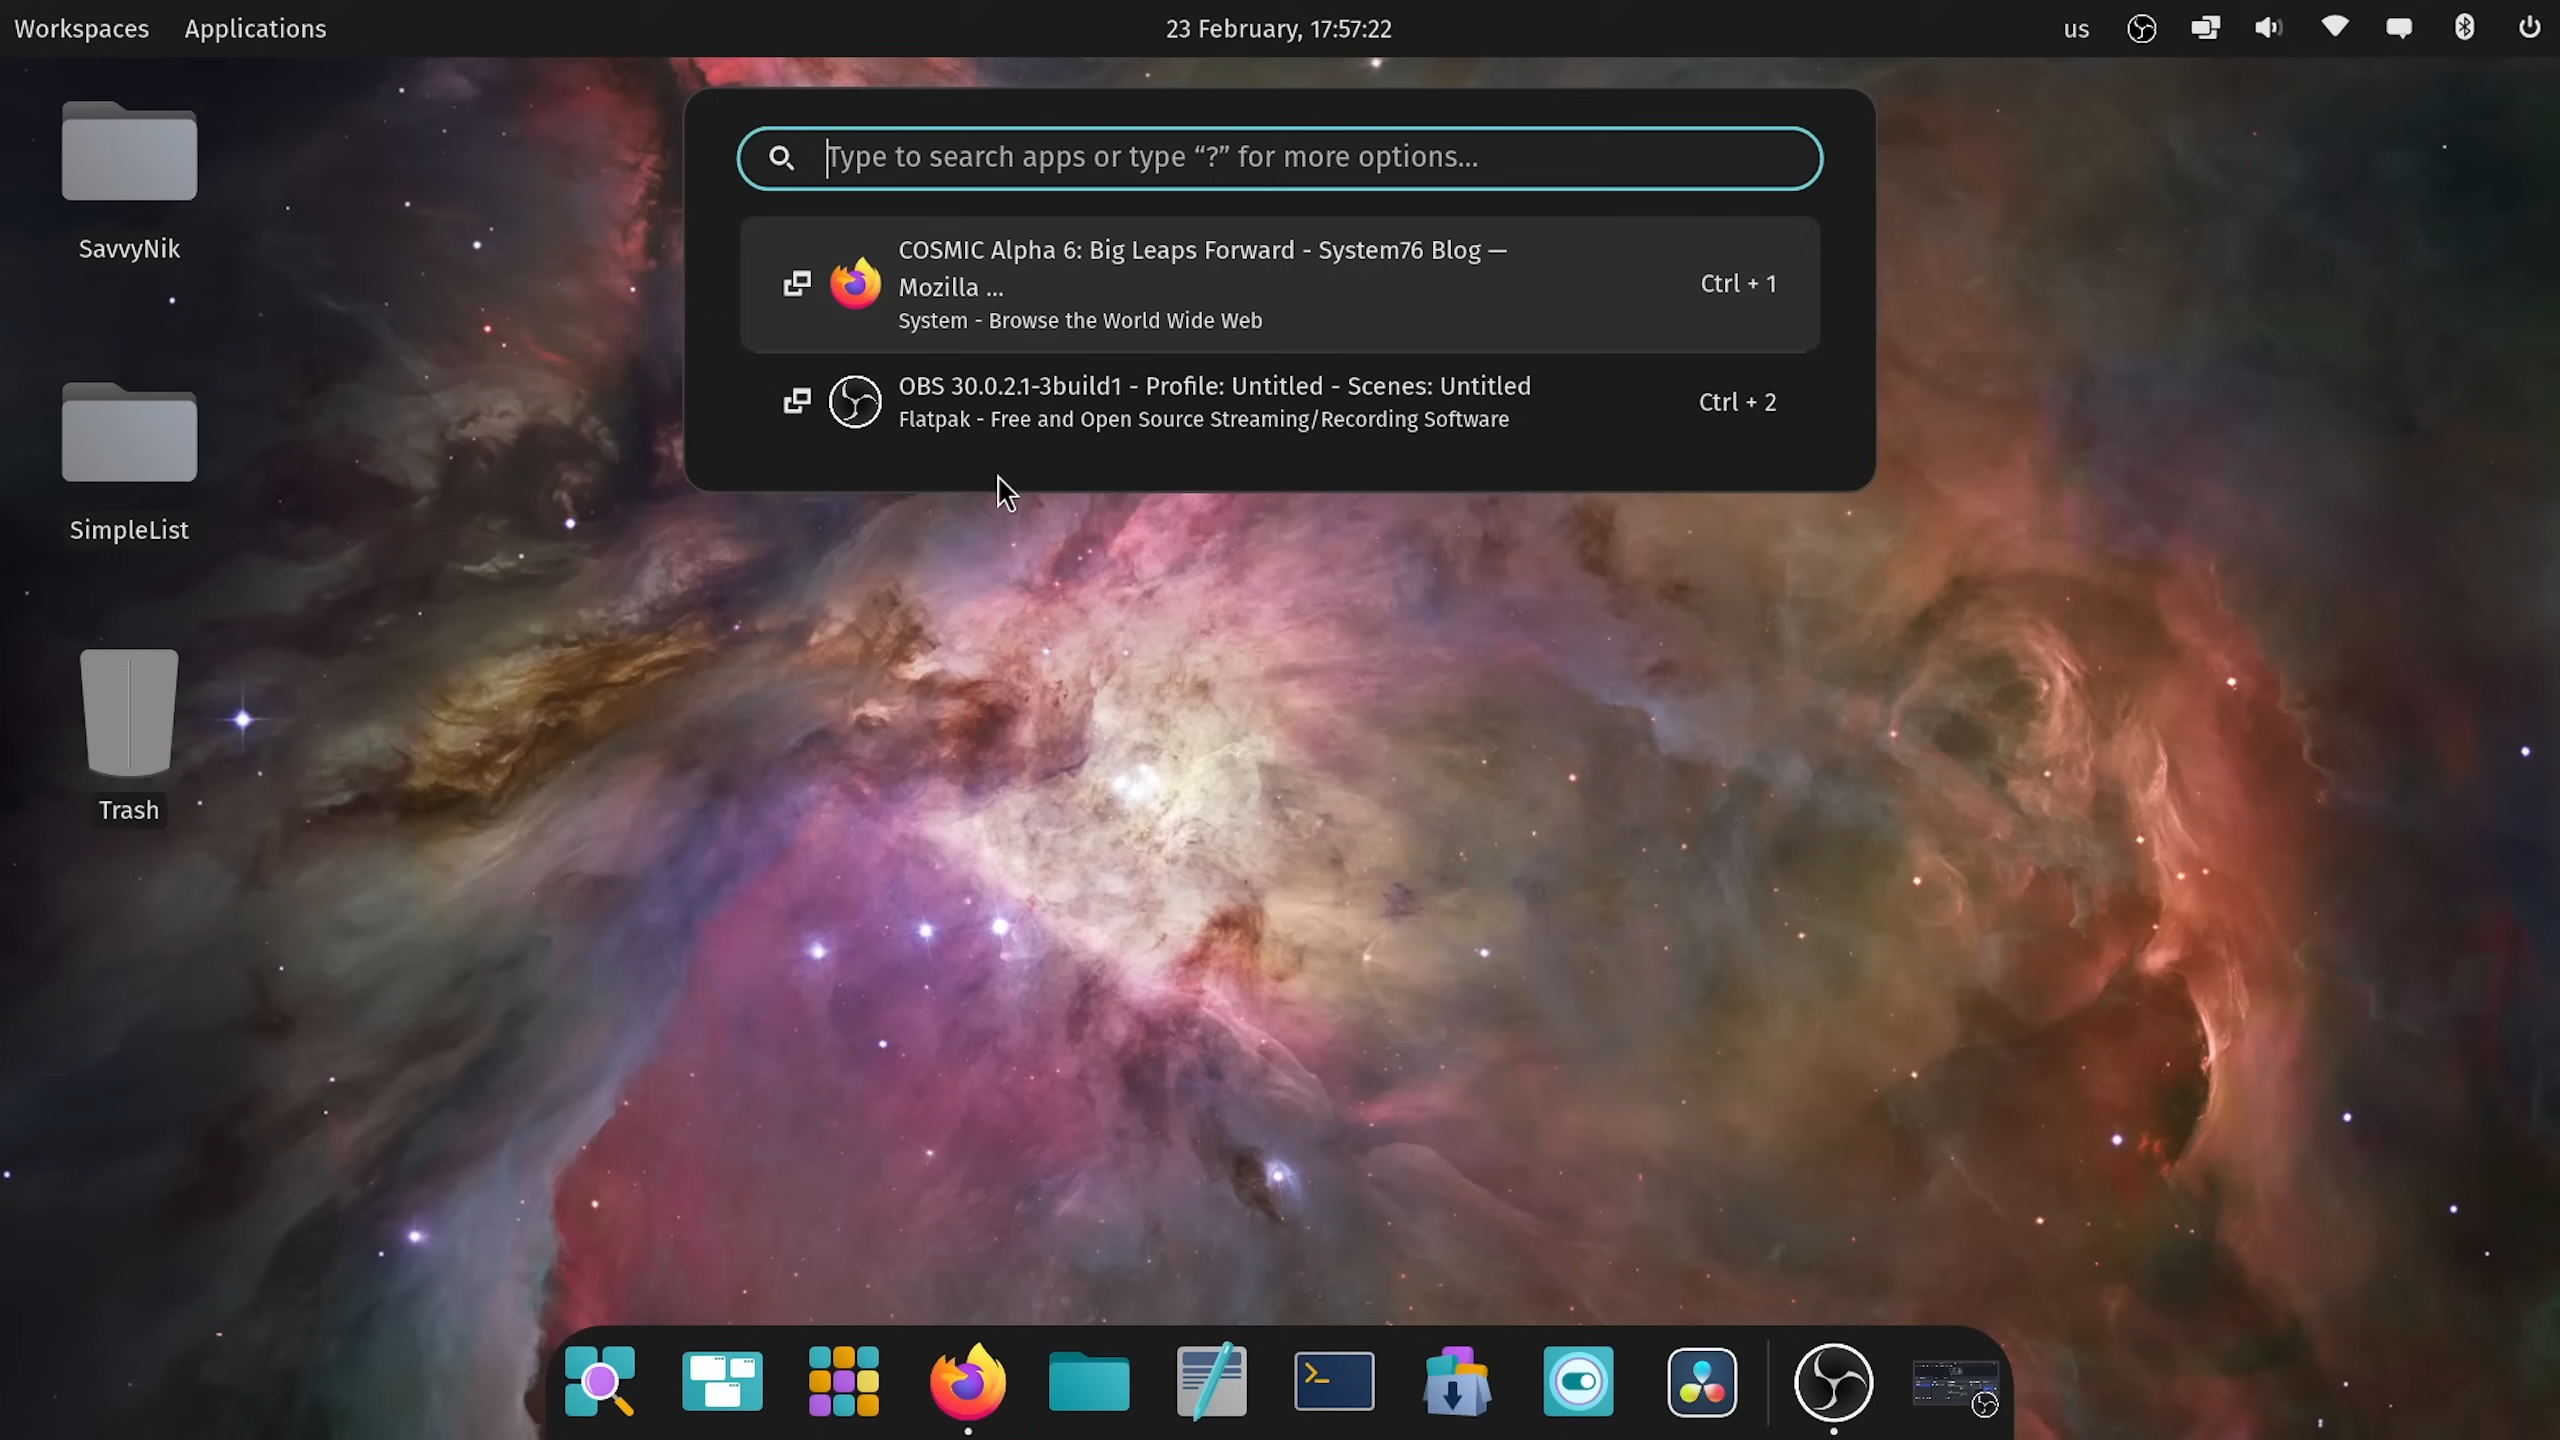 Workspaces Applications 23 February, 17:57:22 us
Type to search apps or type “?” for more options...
COSMIC Alpha 6: Big Leaps Forward - System76 Blog —
Mozilla ...
System - Browse the World Wide Web
Ctrl + 1
OBS 30.0.2.1-3build1 - Profile: Untitled - Scenes: Untitled
Flatpak - Free and Open Source Streaming/Recording Software
Ctrl + 2
SavvyNik
SimpleList
Trash